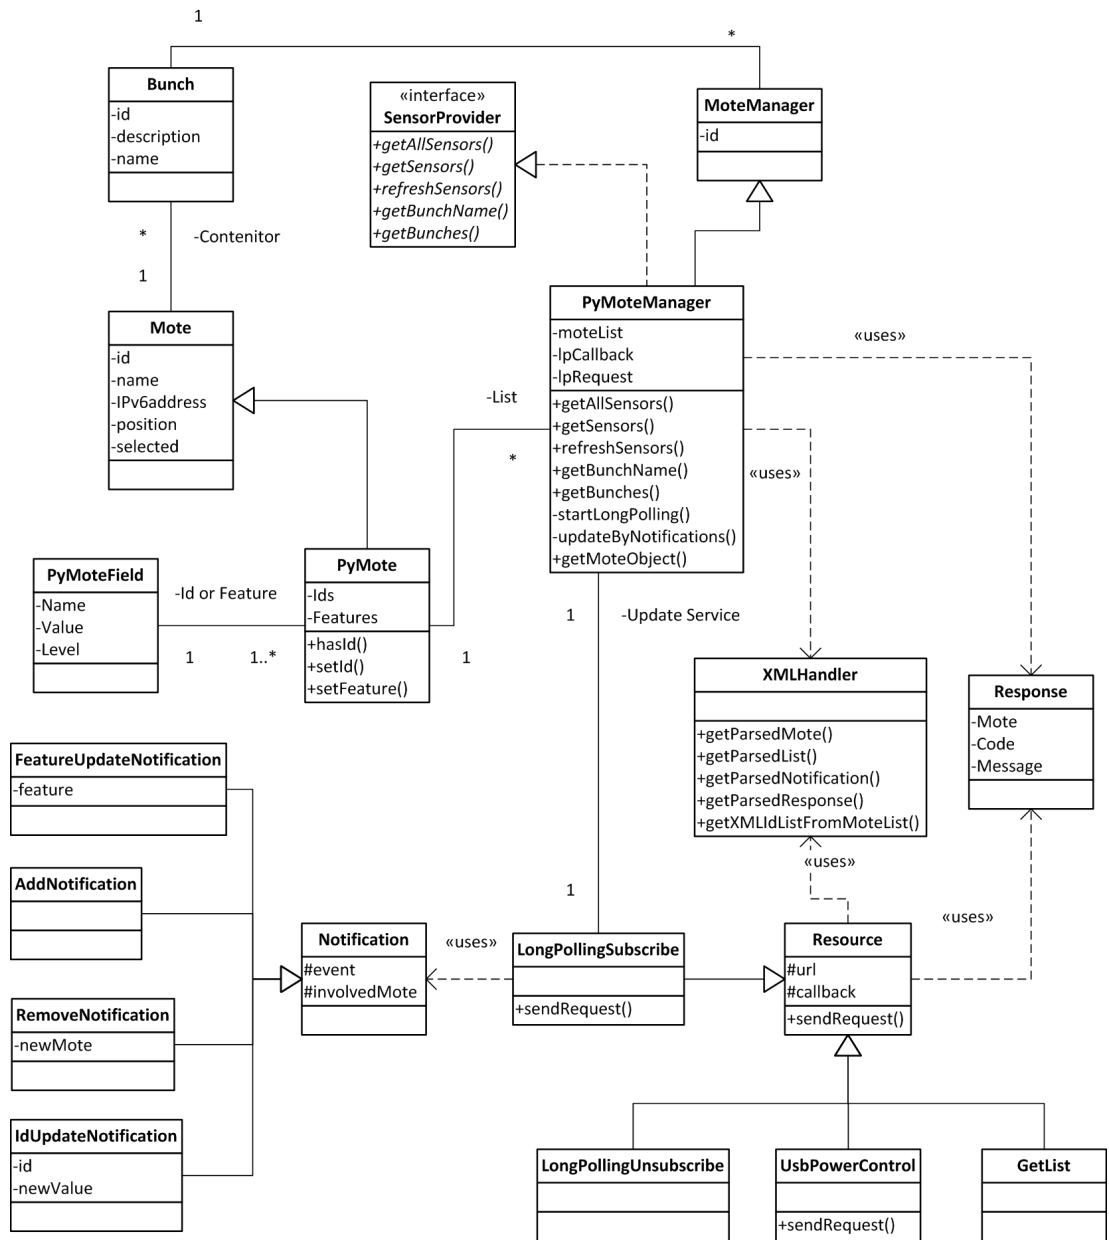 1
*
Bunch
-id
-description
-name
«interface»
SensorProvider
+getAllSensors()
+getSensors()
+refreshSensors()
+getBunchName()
+getBunches()
MoteManager
-id
*
-Contenitor
1
Mote
-id
-name
-IPv6address
-position
-selected
PyMoteManager
-moteList
-lpCallback
-lpRequest
+getAllSensors()
+getSensors()
+refreshSensors()
+getBunchName()
+getBunches()
-startLongPolling()
-updateByNotifications()
+getMoteObject()
«uses»
-List
*
«uses»
PyMoteField
-Name
-Value
-Level
-Id or Feature
1
1..*
PyMote
-Ids
-Features
+hasId()
+setId()
+setFeature()
1
1
-Update Service
XMLHandler
+getParsedMote()
+getParsedList()
+getParsedNotification()
+getParsedResponse()
+getXMLIdListFromMoteList()
Response
-Mote
-Code
-Message
FeatureUpdateNotification
-feature
AddNotification
RemoveNotification
-newMote
IdUpdateNotification
-id
-newValue
Notification
#event
#involvedMote
«uses»
1
LongPollingSubscribe
+sendRequest()
«uses»
Resource
#url
#callback
+sendRequest()
«uses»
LongPollingUnsubscribe
UsbPowerControl
+sendRequest()
GetList